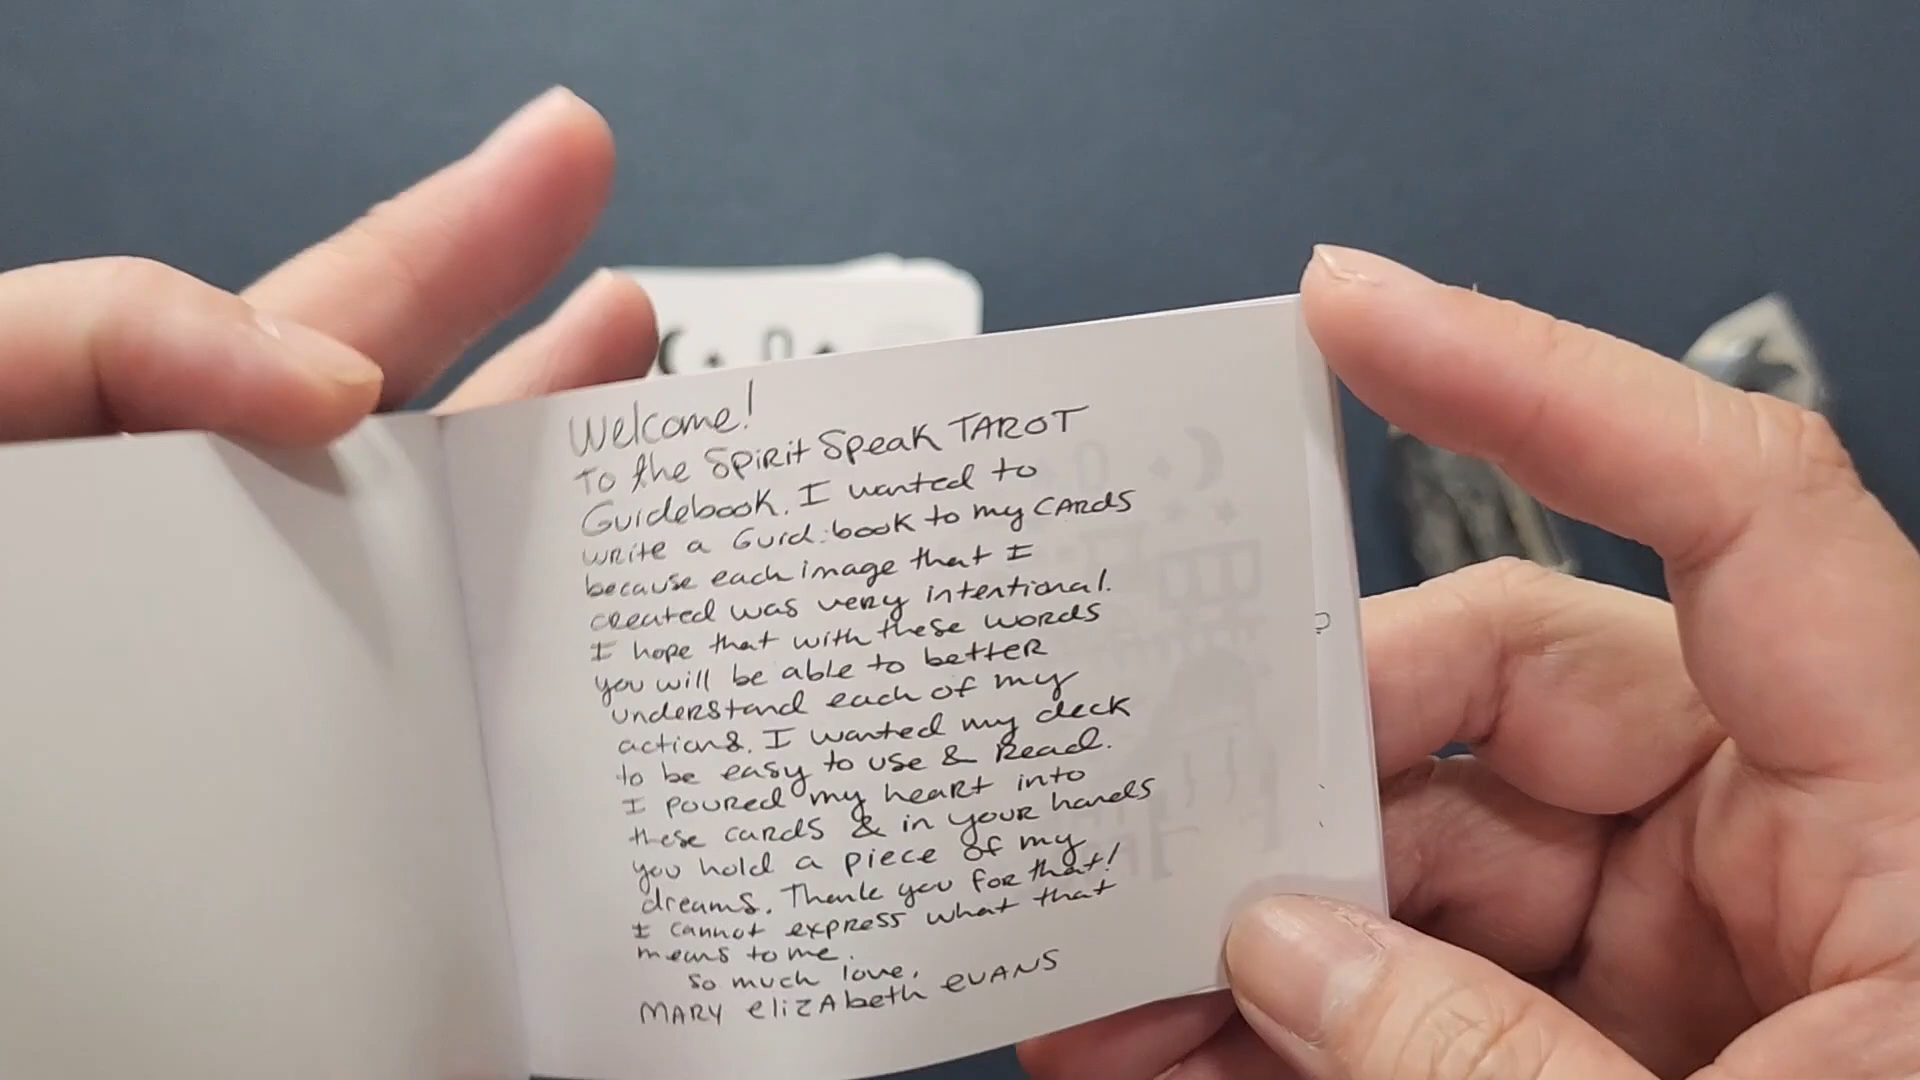 Welcome!
To the Spirit Speak TAROT
Guidebook. I wanted to
write a Guidebook to my CARds
because each image that I
created was very intentional.
I hope that with these words
you will be able to better
understand each of my
actions. I wanted my deck
to be easy to use & Read.
I poured my heart into
these cards & in your hands
you hold a piece of my
dreams. Thank you for that!
I cannot express what that
means to me.
so much love,
MARY elizAbeth evANS